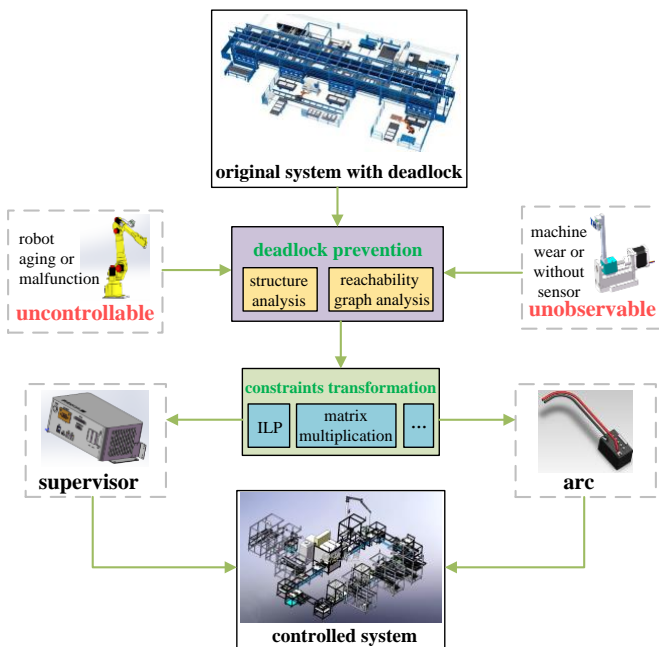 original system with deadlock
robot
aging or
malfunction
uncontrollable
deadlock prevention
structure
analysis
reachability
graph analysis
machine
wear or
without
sensor
unobservable
constraints transformation
ILP
matrix
multiplication
...
supervisor
arc
controlled system